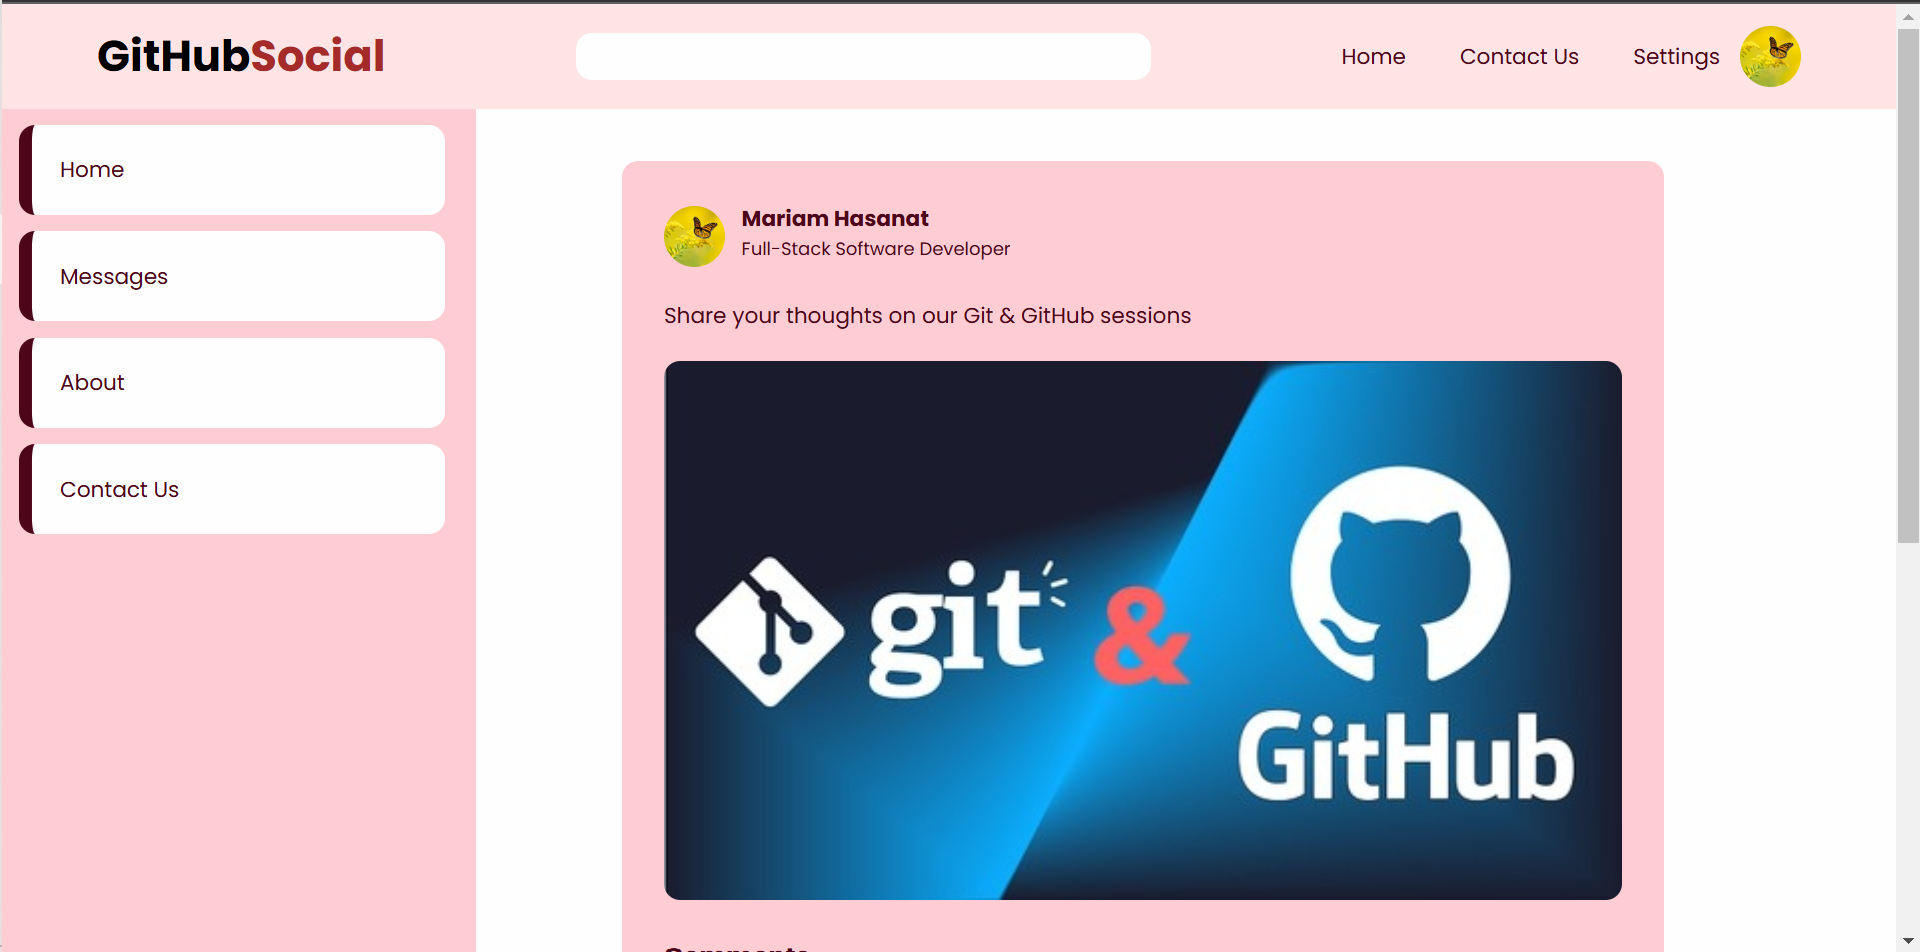 GitHubSocial
Home
Contact Us
Settings
Home
Messages
About
Contact Us
Mariam Hasanat
Full-Stack Software Developer
Share your thoughts on our Git & GitHub sessions
git & GitHub
Comments